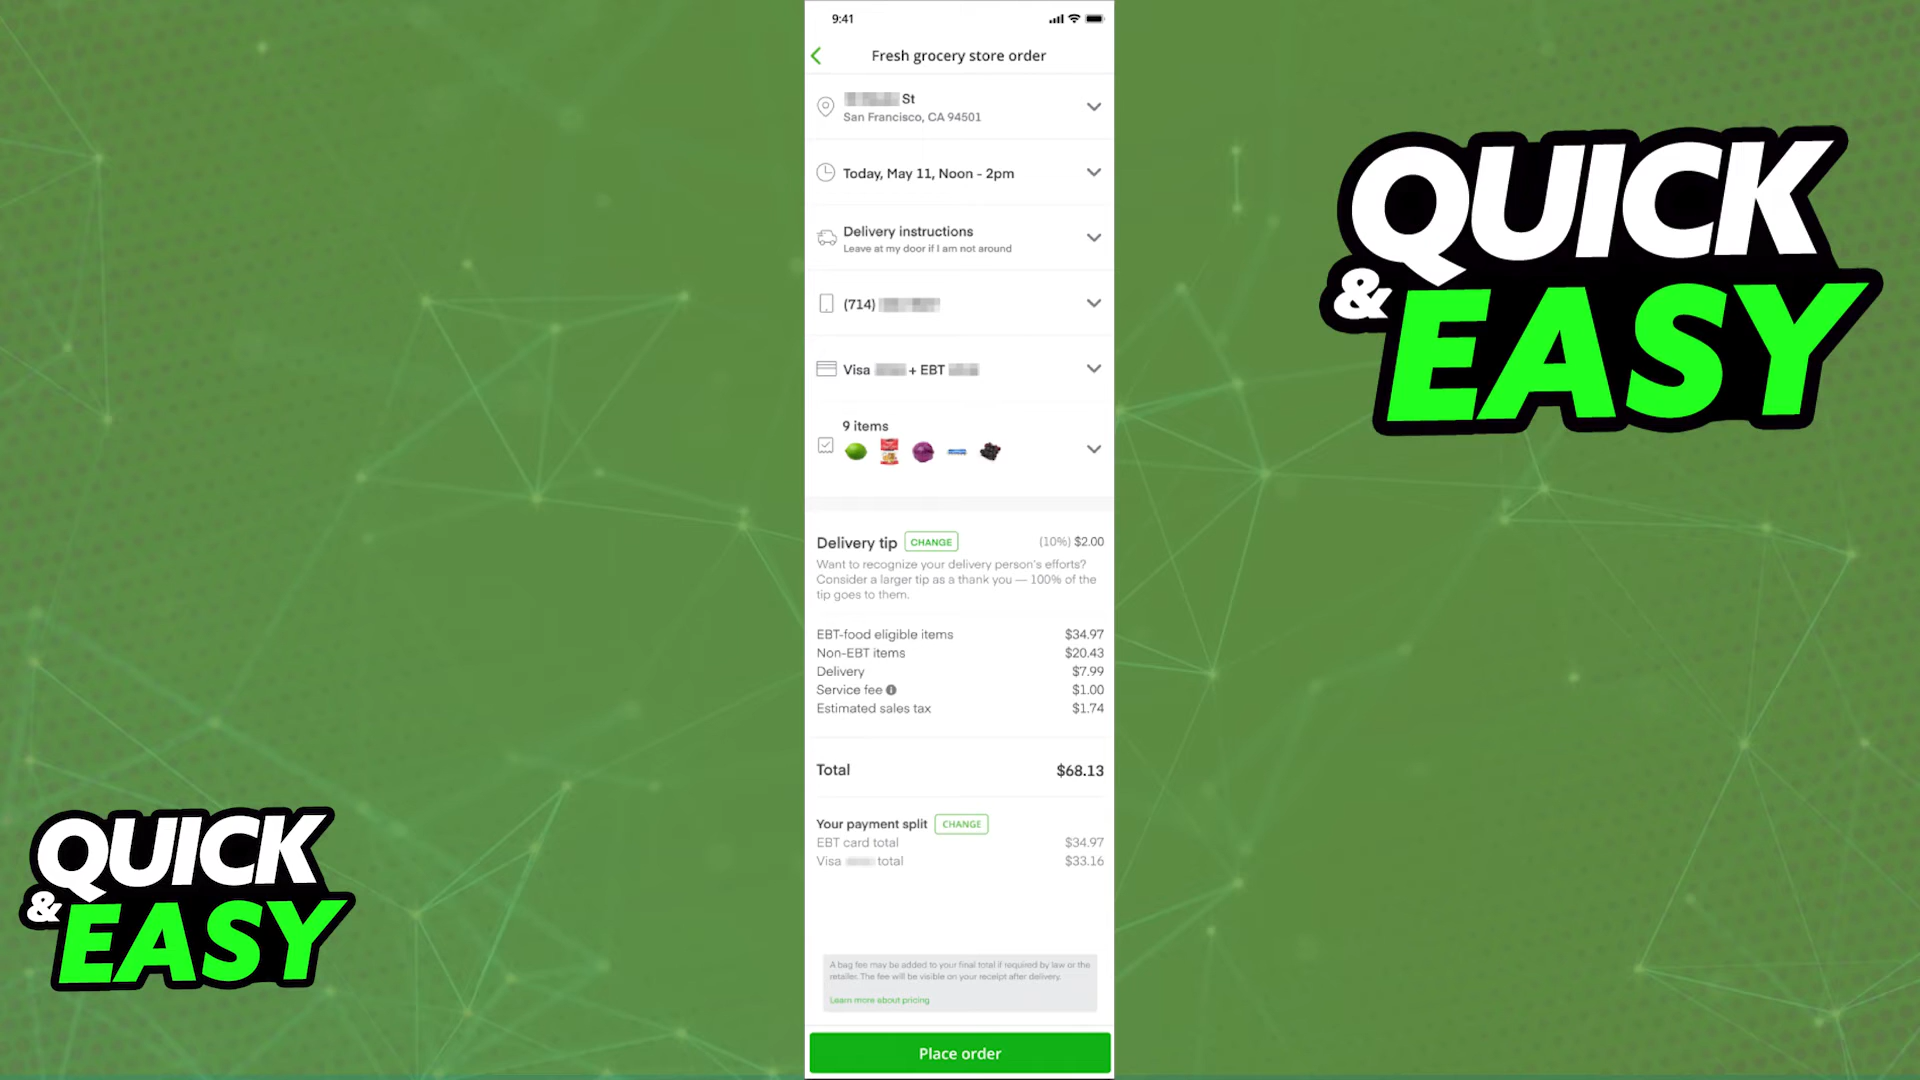 9:41
Fresh grocery store order
St
San Francisco, CA 94501
Today, May 11, Noon - 2pm
Delivery instructions
Leave at my door if I am not around
(714)
Visa + EBT
9 items
Delivery tip CHANGE (10%) $2.00
Want to recognize your delivery person's efforts?
Consider a larger tip as a thank you — 100% of the
tip goes to them.
EBT-food eligible items $34.97
Non-EBT items $20.43
Delivery $7.99
Service fee $1.00
Estimated sales tax $1.74
Total $68.13
Your payment split CHANGE
EBT card total $34.97
Visa total $33.16
A bag fee may be added to your final total if required by law or the
retailer. The fee will be visible on your receipt after delivery.
Learn more about pricing
Place order
QUICK
& EASY
QUICK
& EASY